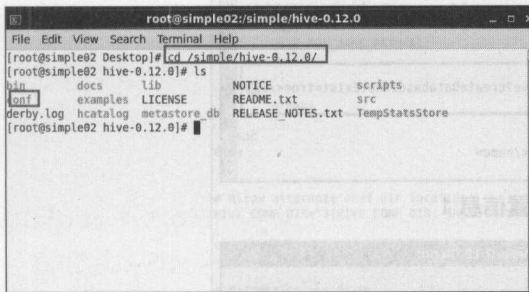 root@simple02:/simple/hive-0.12.0
File Edit View Search Terminal Help
[root@simple02 Desktop]# cd /simple/hive-0.12.0/
[root@simple02 hive-0.12.0]# ls
bin docs lib NOTICE scripts
conf examples LICENSE README.txt src
derby.log hcatalog metastore_db RELEASE_NOTES.txt TempStatsStore
[root@simple02 hive-0.12.0]#